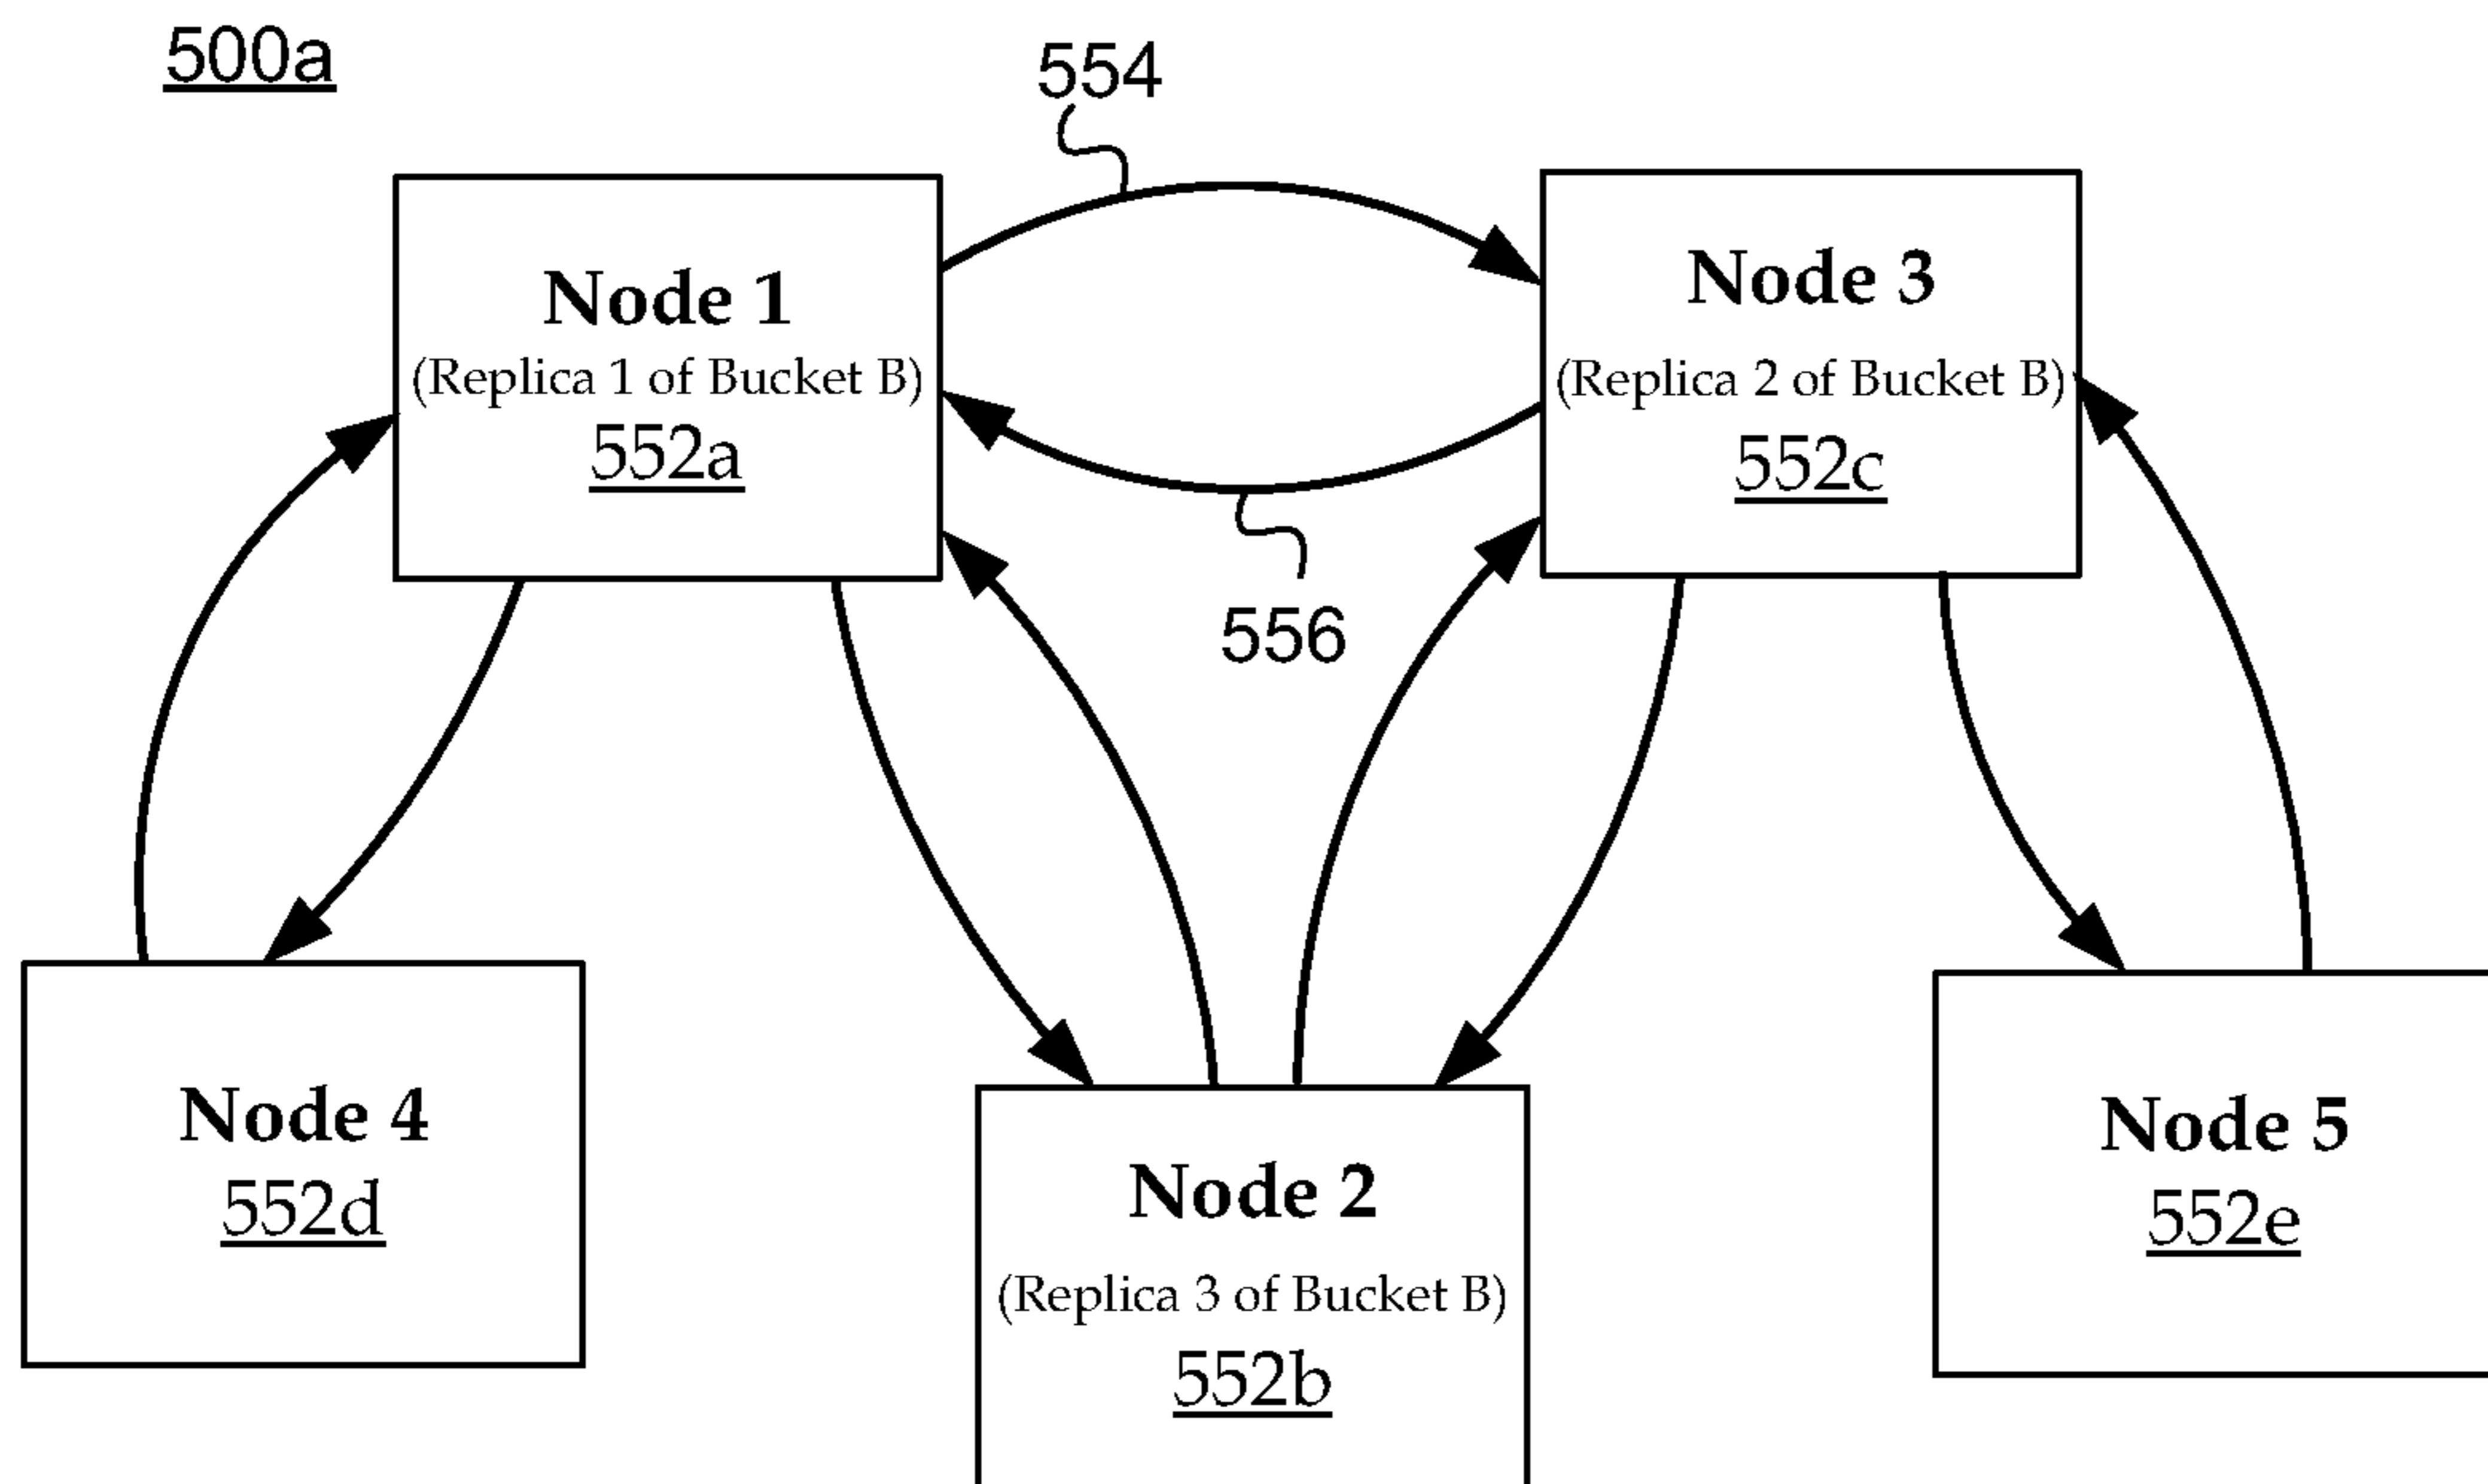 500a
554
Node 1
(Replica 1 of Bucket B)
552a
Node 3
(Replica 2 of Bucket B)
552c
556
Node 4
552d
Node 2
(Replica 3 of Bucket B)
552b
Node 5
552e